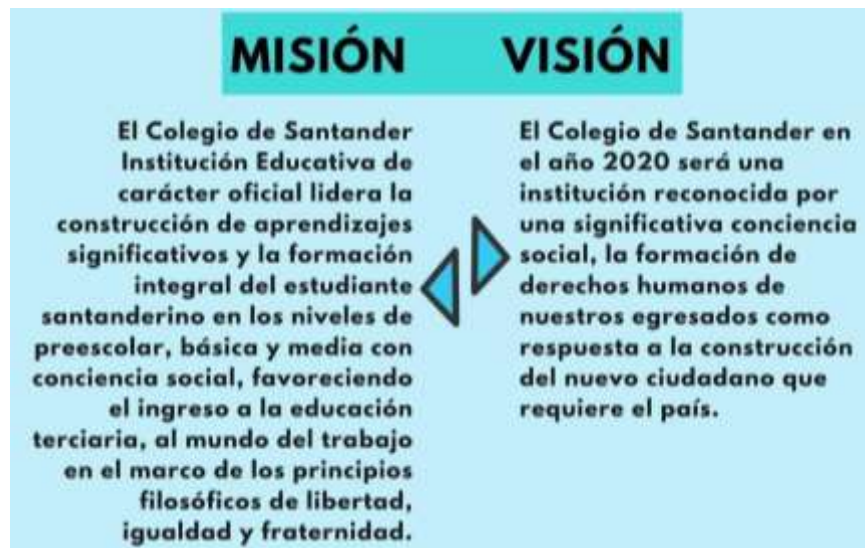 MISIÓN
El Colegio de Santander
Institución Educativa de
carácter oficial lidera la
construcción de aprendizajes
significativos y la formación
integral del estudiante
santanderino en los niveles de
preescolar, básica y media con
conciencia social, favoreciendo
el ingreso a la educación
terciaria, al mundo del trabajo
en el marco de los principios
filosóficos de libertad,
igualdad y fraternidad.
VISIÓN
El Colegio de Santander en
el año 2020 será una
institución reconocida por
una significativa conciencia
social, la formación de
derechos humanos de
nuestros egresados como
respuesta a la construcción
del nuevo ciudadano que
requiere el país.